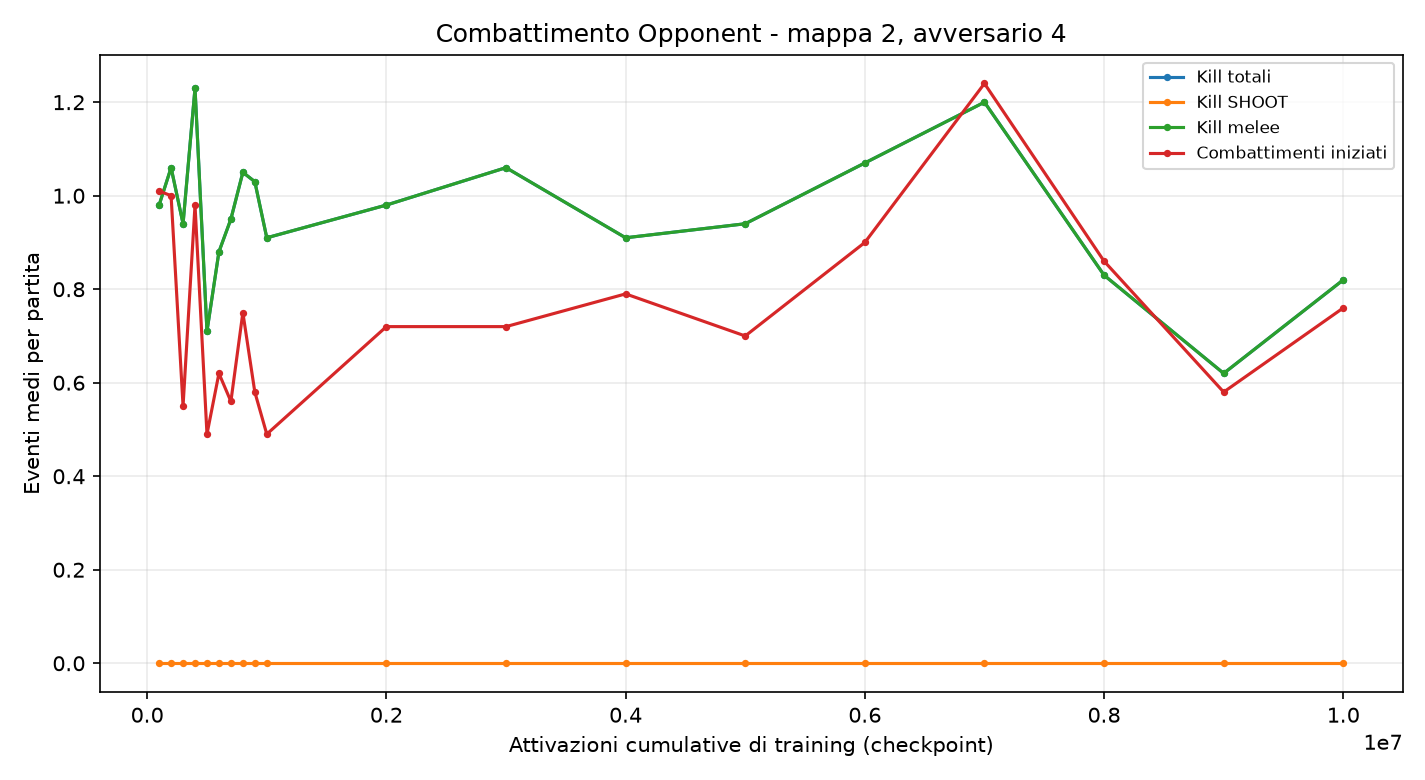 Combattimento Opponent - mappa 2, avversario 4
Kill totali
Kill SHOOT
Kill melee
Combattimenti iniziati
Eventi medi per partita
1.2
1.0
0.8
0.6
0.4
0.2
0.0
0.0 0.2 0.4 0.6 0.8 1.0
1e7
Attivazioni cumulative di training (checkpoint)